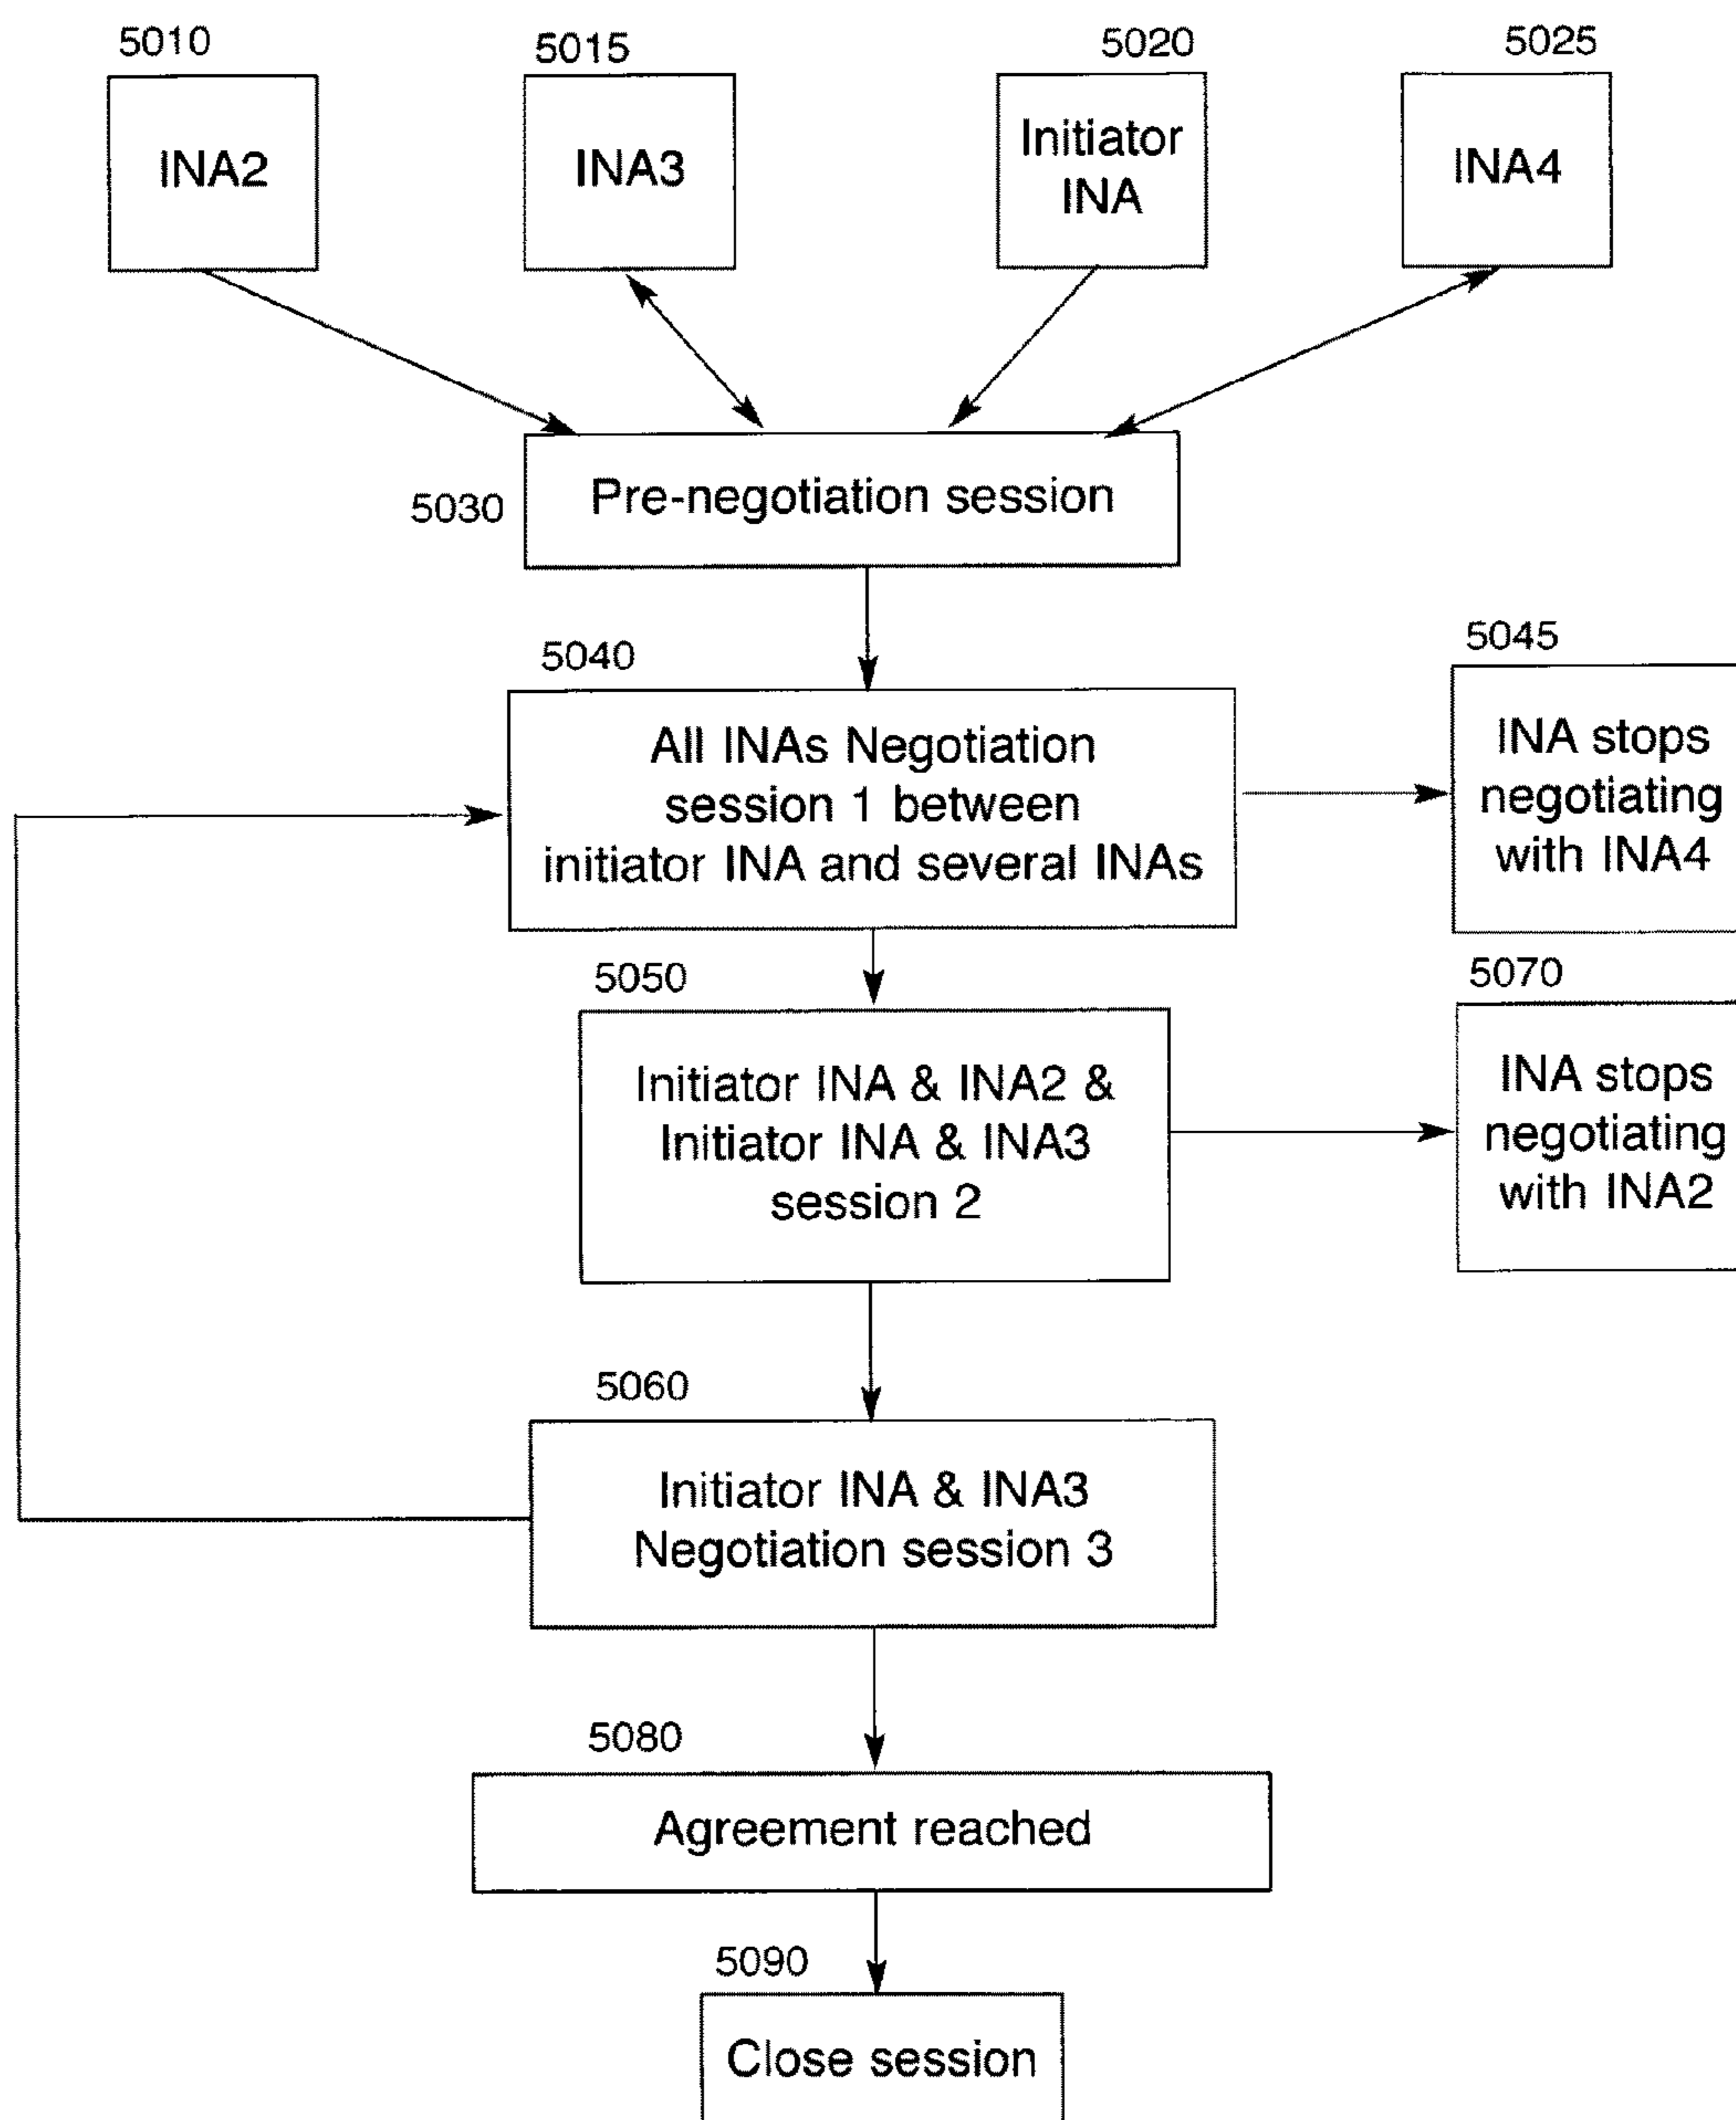 5010
5015
5020
5025
INA2
INA3
Initiator
INA
INA4
5030
Pre-negotiation session
5040
All INAs Negotiation
session 1 between
initiator INA and several INAs
5045
INA stops
negotiating
with INA4
5050
Initiator INA & INA2 &
Initiator INA & INA3
session 2
5070
INA stops
negotiating
with INA2
5060
Initiator INA & INA3
Negotiation session 3
5080
Agreement reached
5090
Close session